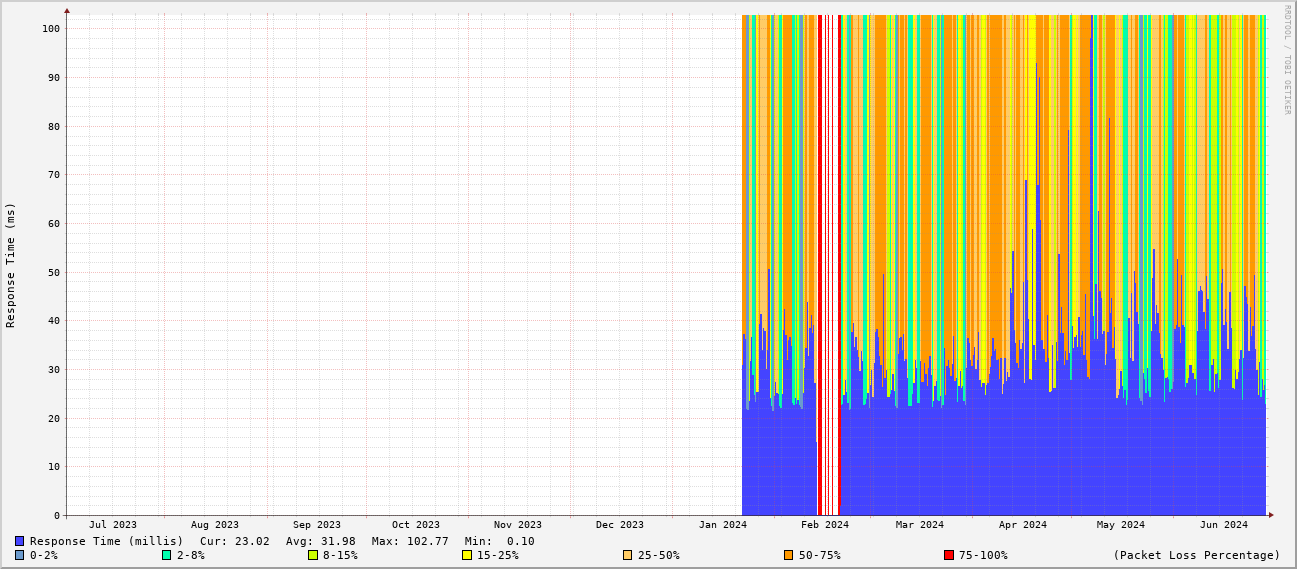 RRDTOOL / TOBI OETIKER
Response Time (ms)
100
90
80
70
60
50
40
30
20
10
0
Jul 2023 Aug 2023 Sep 2023 Oct 2023 Nov 2023 Dec 2023 Jan 2024 Feb 2024 Mar 2024 Apr 2024 May 2024 Jun 2024
Response Time (millis) Cur: 23.02 Avg: 31.98 Max: 102.77 Min: 0.10
0-2% 2-8% 8-15% 15-25% 25-50% 50-75% 75-100% (Packet Loss Percentage)